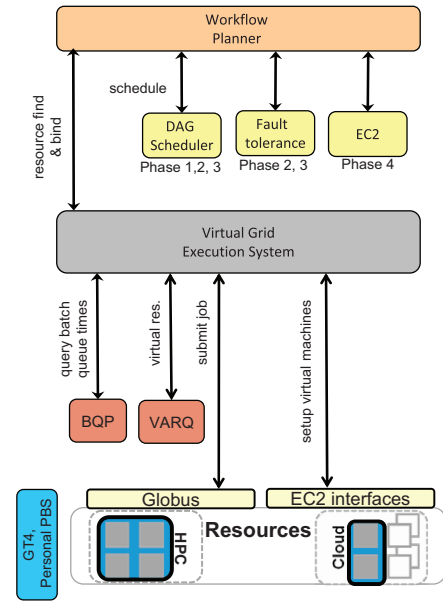 Workflow
Planner
schedule
resource find
& bind
DAG
Scheduler
Fault
tolerance
EC2
Phase 1,2, 3
Phase 2, 3
Phase 4
Virtual Grid
Execution System
query batch
queue times
virtual res.
submit job
setup virtual machines
BQP
VARQ
Globus
EC2 interfaces
GT4,
Personal PBS
Resources
HPC
Cloud